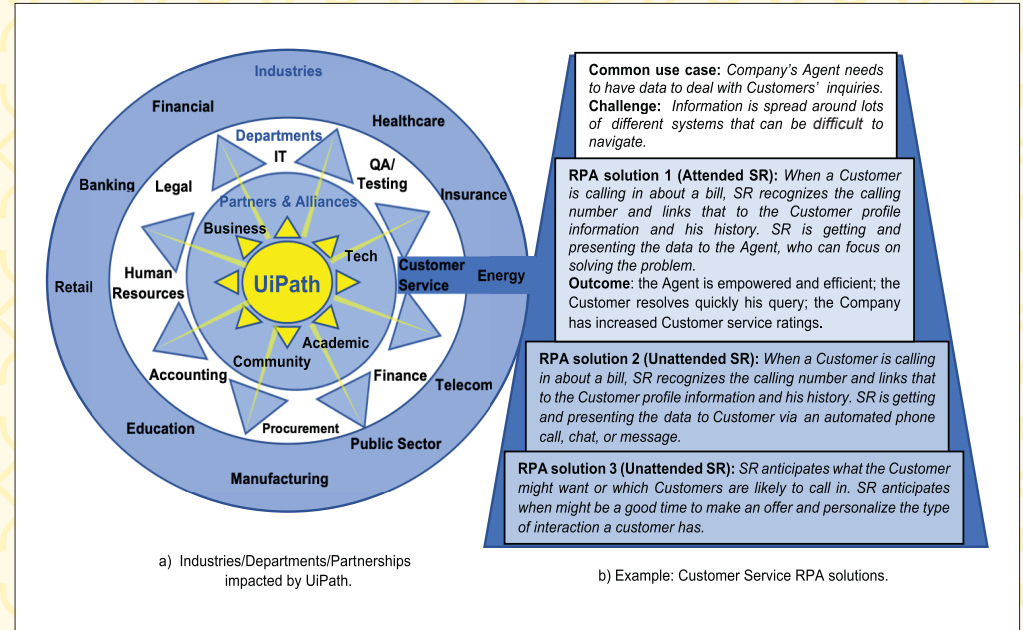 Industries
Financial
Healthcare
Departments
IT
QA/
Testing
Banking
Legal
Insurance
Partners & Alliances
Business
Tech
Customer
Service
Energy
UiPath
Retail
Human
Resources
Academic
Community
Accounting
Finance
Telecom
Education
Procurement
Public Sector
Manufacturing
a) Industries/Departments/Partnerships
impacted by UiPath.
Common use case: Company’s Agent needs
to have data to deal with Customers’ inquiries.
Challenge: Information is spread around lots
of different systems that can be difficult to
navigate.
RPA solution 1 (Attended SR): When a Customer
is calling in about a bill, SR recognizes the calling
number and links that to the Customer profile
information and his history. SR is getting and
presenting the data to the Agent, who can focus on
solving the problem.
Outcome: the Agent is empowered and efficient; the
Customer resolves quickly his query; the Company
has increased Customer service ratings.
RPA solution 2 (Unattended SR): When a Customer is calling
in about a bill, SR recognizes the calling number and links that
to the Customer profile information and his history. SR is getting
and presenting the data to Customer via an automated phone
call, chat, or message.
RPA solution 3 (Unattended SR): SR anticipates what the Customer
might want or which Customers are likely to call in. SR anticipates
when might be a good time to make an offer and personalize the type
of interaction a customer has.
b) Example: Customer Service RPA solutions.